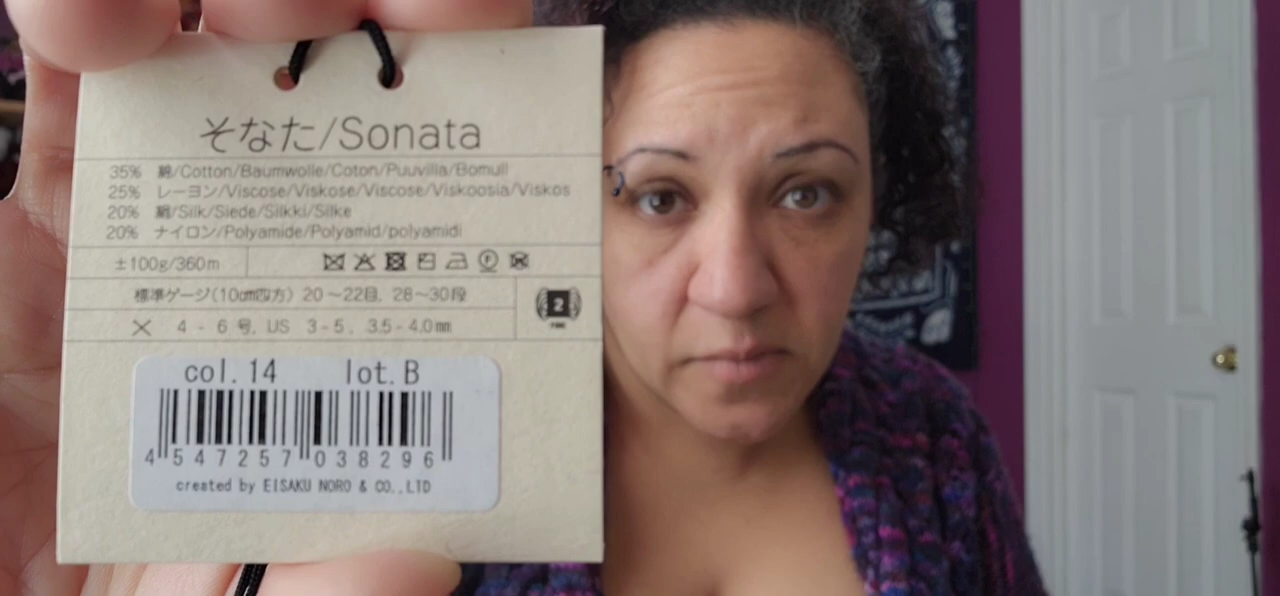 そなた/Sonata
35% 綿/Cotton/Baumwolle/Coton/Puuvilla/Bomull
25% レーヨン/Viscose/Viskose/Viscose/Viskoosia/Viskos
20% 絹/Silk/Siede/Silkki/Silke
20% ナイロン/Polyamide/Polyamid/polyamidi
±100g/360m
標準ゲージ(10cm四方) 20～22目, 28～30段
2
4 - 6 号, US 3-5, 3.5-4.0mm
col.14 lot.B
4 547257 038296
created by EISAKU NORO & CO.,LTD